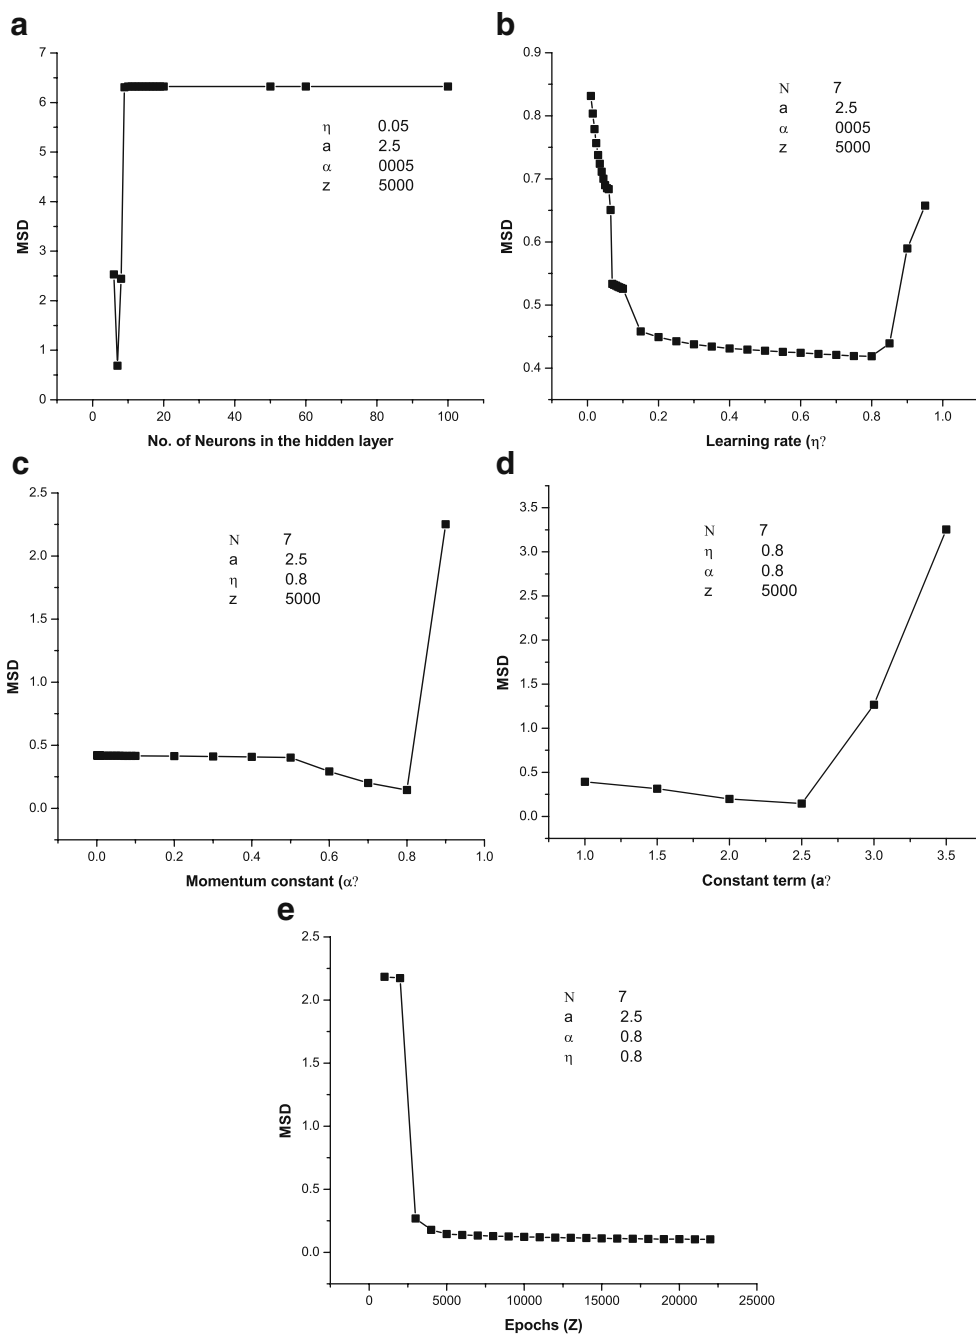 a
7
6
5
4
3
2
1
0
MSD
η 0.05
a 2.5
α 0005
z 5000
0 20 40 60 80 100
No. of Neurons in the hidden layer
b
0.9
0.8
0.7
0.6
0.5
0.4
MSD
N 7
a 2.5
α 0005
z 5000
0.0 0.2 0.4 0.6 0.8 1.0
Learning rate (η?
c
2.5
2.0
1.5
1.0
0.5
0.0
MSD
N 7
a 2.5
η 0.8
z 5000
0.0 0.2 0.4 0.6 0.8 1.0
Momentum constant (α?
d
3.5
3.0
2.5
2.0
1.5
1.0
0.5
0.0
MSD
N 7
η 0.8
α 0.8
z 5000
1.0 1.5 2.0 2.5 3.0 3.5
Constant term (a?
e
2.5
2.0
1.5
1.0
0.5
0.0
MSD
N 7
a 2.5
α 0.8
η 0.8
0 5000 10000 15000 20000 25000
Epochs (Z)